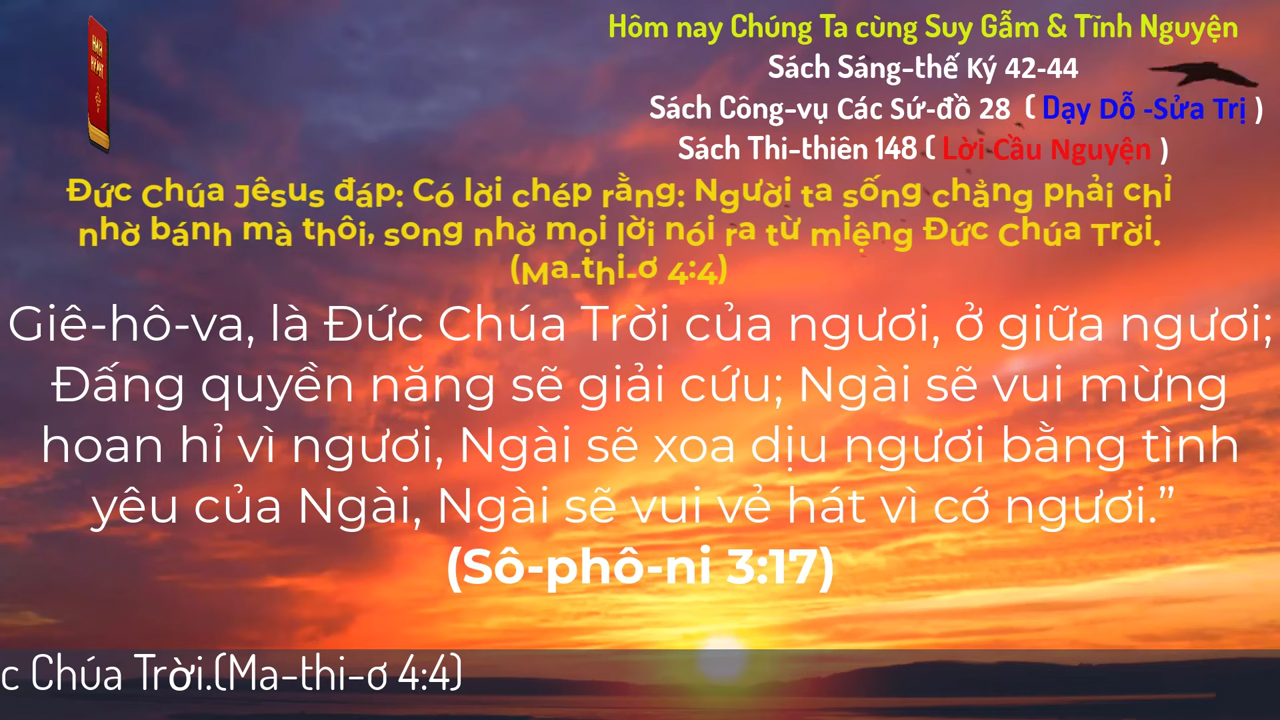 Hôm nay Chúng Ta cùng Suy Gẫm & Tĩnh Nguyện
Sách Sáng-thế Ký 42-44
Sách Công-vụ Các Sứ-đồ 28 ( Dạy Dỗ -Sửa Trị )
Sách Thi-thiên 148 ( Lời Cầu Nguyện )
Đức Chúa Jêsus đáp: Có lời chép rằng: Người ta sống chẳng phải chỉ
nhờ bánh mà thôi, song nhờ mọi lời nói ra từ miệng Đức Chúa Trời.
(Ma-thi-ơ 4:4)
Giê-hô-va, là Đức Chúa Trời của ngươi, ở giữa ngươi;
Đấng quyền năng sẽ giải cứu; Ngài sẽ vui mừng
hoan hỉ vì ngươi, Ngài sẽ xoa dịu ngươi bằng tình
yêu của Ngài, Ngài sẽ vui vẻ hát vì cớ ngươi.”
(Sô-phô-ni 3:17)
c Chúa Trời.(Ma-thi-ơ 4:4)